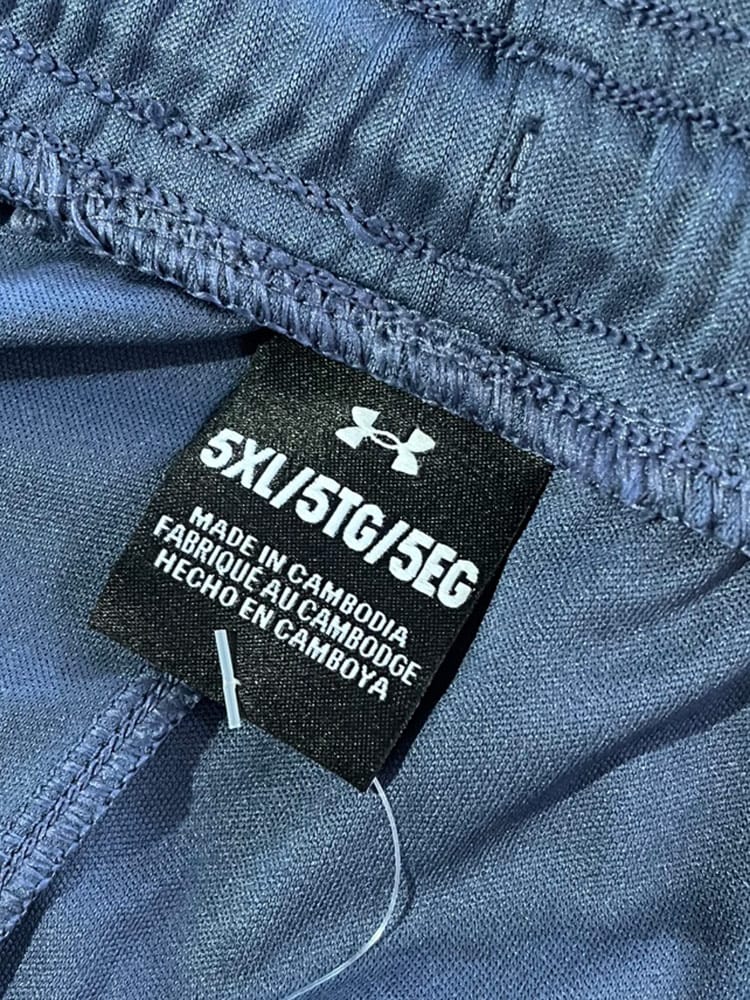 5XL/5TG/5EG
MADE IN CAMBODIA
FABRIQUÉ AU CAMBODGE
HECHO EN CAMBOYA